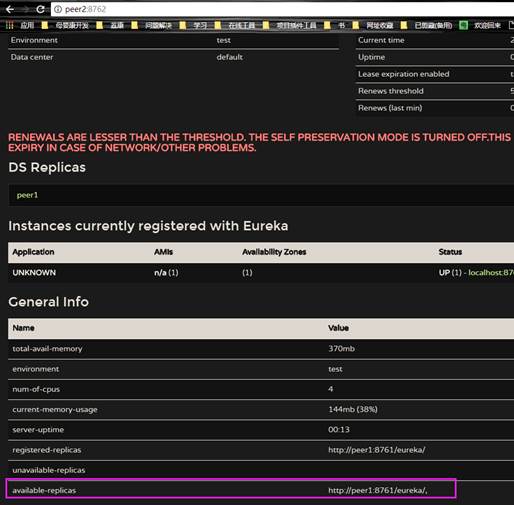 peer2:8762
应用 母婴康开发 首康 问题解决 学习 在线工具 项目插件工具 书 网址收藏 已剪藏(备用) 欢迎回来
Environment test Current time 2
Data center default Uptime 0
Lease expiration enabled t
Renews threshold 5
Renews (last min) 0
RENEWALS ARE LESSER THAN THE THRESHOLD. THE SELF PRESERVATION MODE IS TURNED OFF.THIS
EXPIRY IN CASE OF NETWORK/OTHER PROBLEMS.
DS Replicas
peer1
Instances currently registered with Eureka
Application AMIs Availability Zones Status
UNKNOWN n/a (1) (1) UP (1) - localhost:876
General Info
Name Value
total-avail-memory 370mb
environment test
num-of-cpus 4
current-memory-usage 144mb (38%)
server-uptime 00:13
registered-replicas http://peer1:8761/eureka/
unavailable-replicas
available-replicas http://peer1:8761/eureka/,